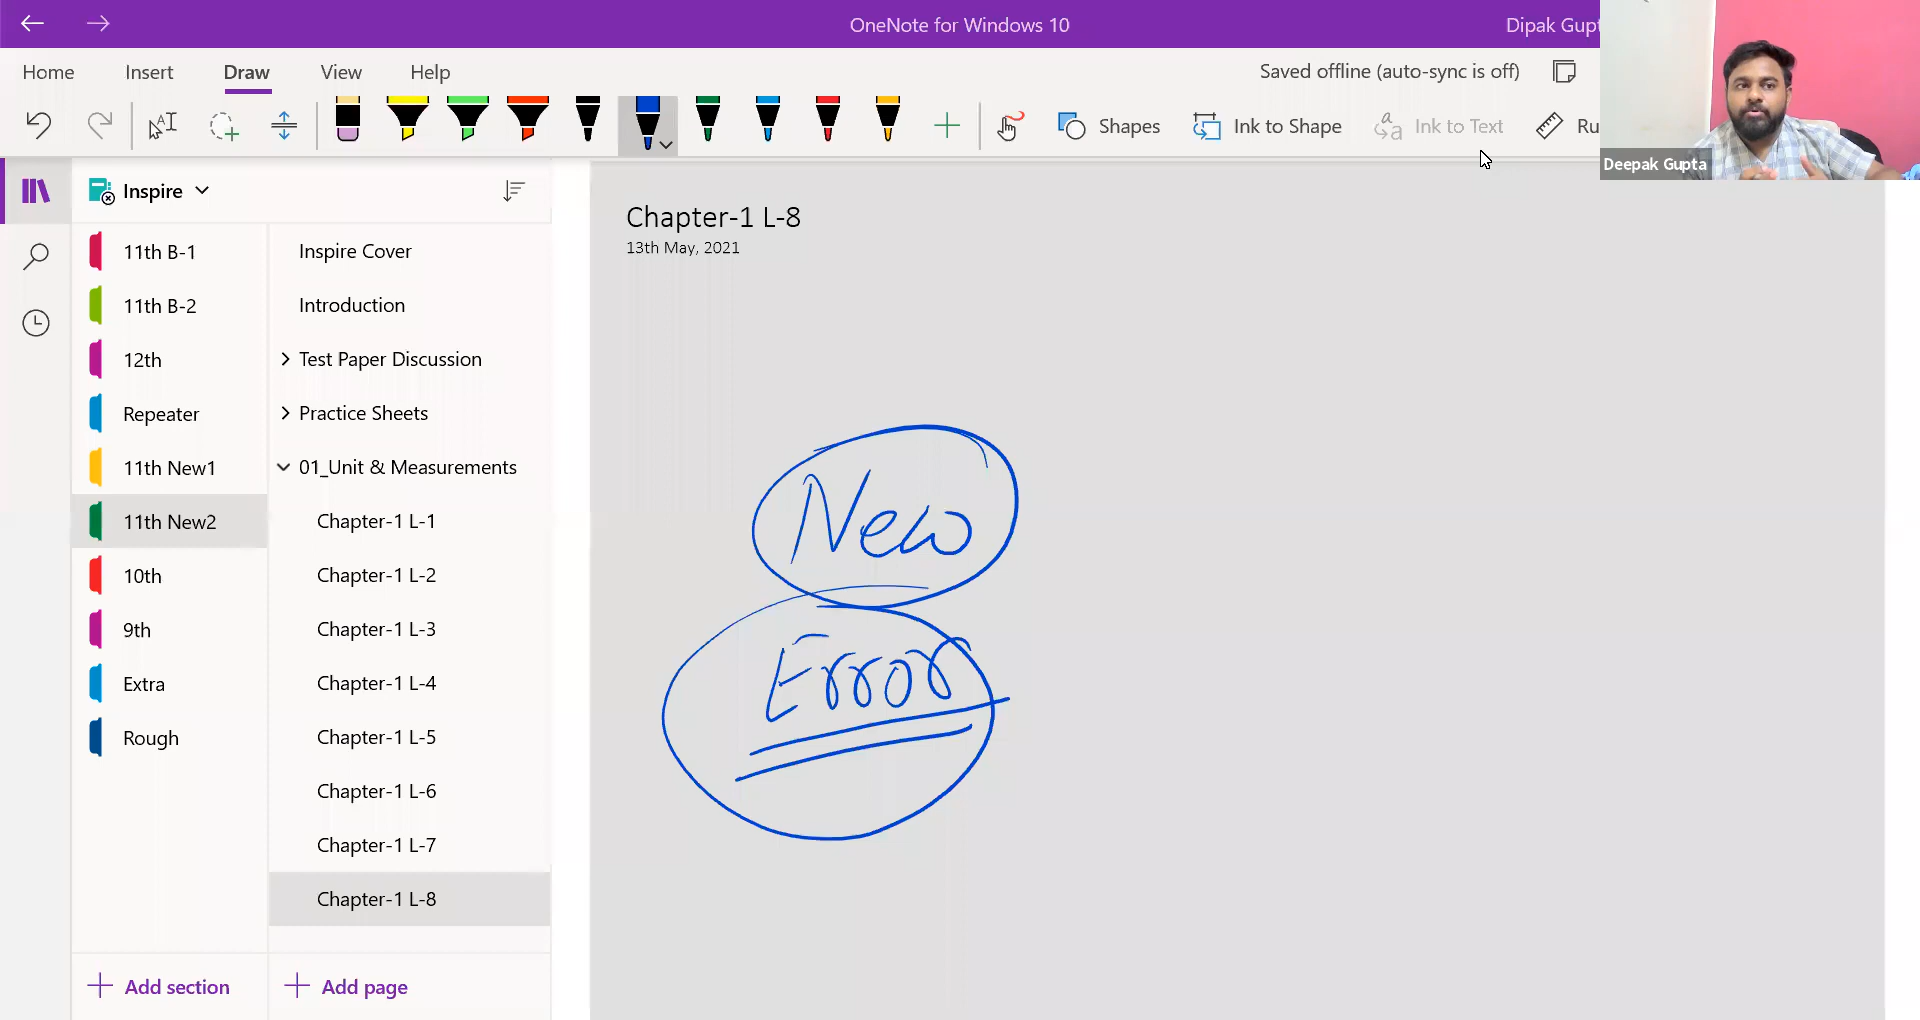 OneNote for Windows 10
Dipak Gupt
Home Insert Draw View Help
Saved offline (auto-sync is off)
Shapes Ink to Shape Ink to Text Ru
Deepak Gupta
Inspire
11th B-1
11th B-2
12th
Repeater
11th New1
11th New2
10th
9th
Extra
Rough
Add section
Inspire Cover
Introduction
Test Paper Discussion
Practice Sheets
01_Unit & Measurements
Chapter-1 L-1
Chapter-1 L-2
Chapter-1 L-3
Chapter-1 L-4
Chapter-1 L-5
Chapter-1 L-6
Chapter-1 L-7
Chapter-1 L-8
Add page
Chapter-1 L-8
13th May, 2021
New
Error